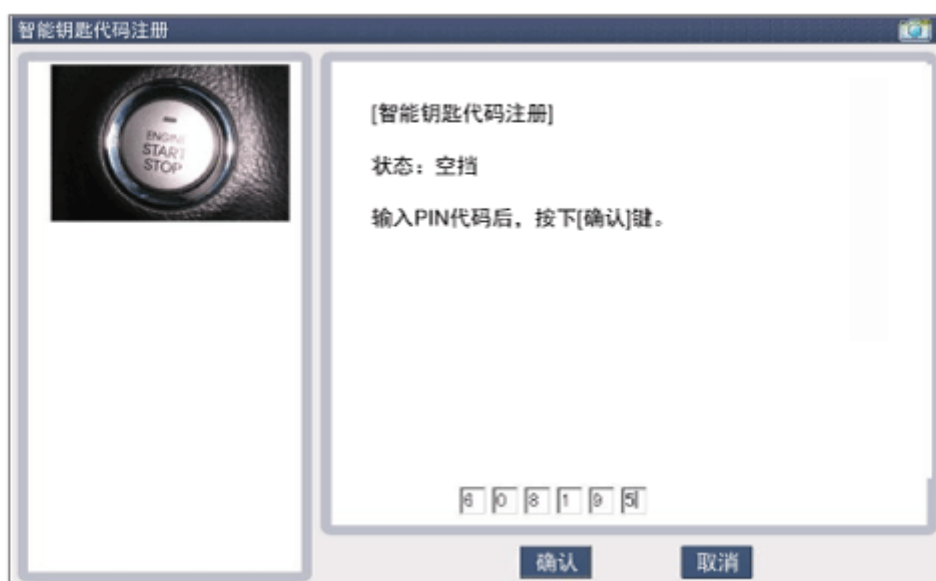 智能钥匙代码注册
ENGINE
START
STOP
[智能钥匙代码注册]
状态：空挡
输入PIN代码后，按下[确认]键。
6 0 8 1 9 5
确认 取消